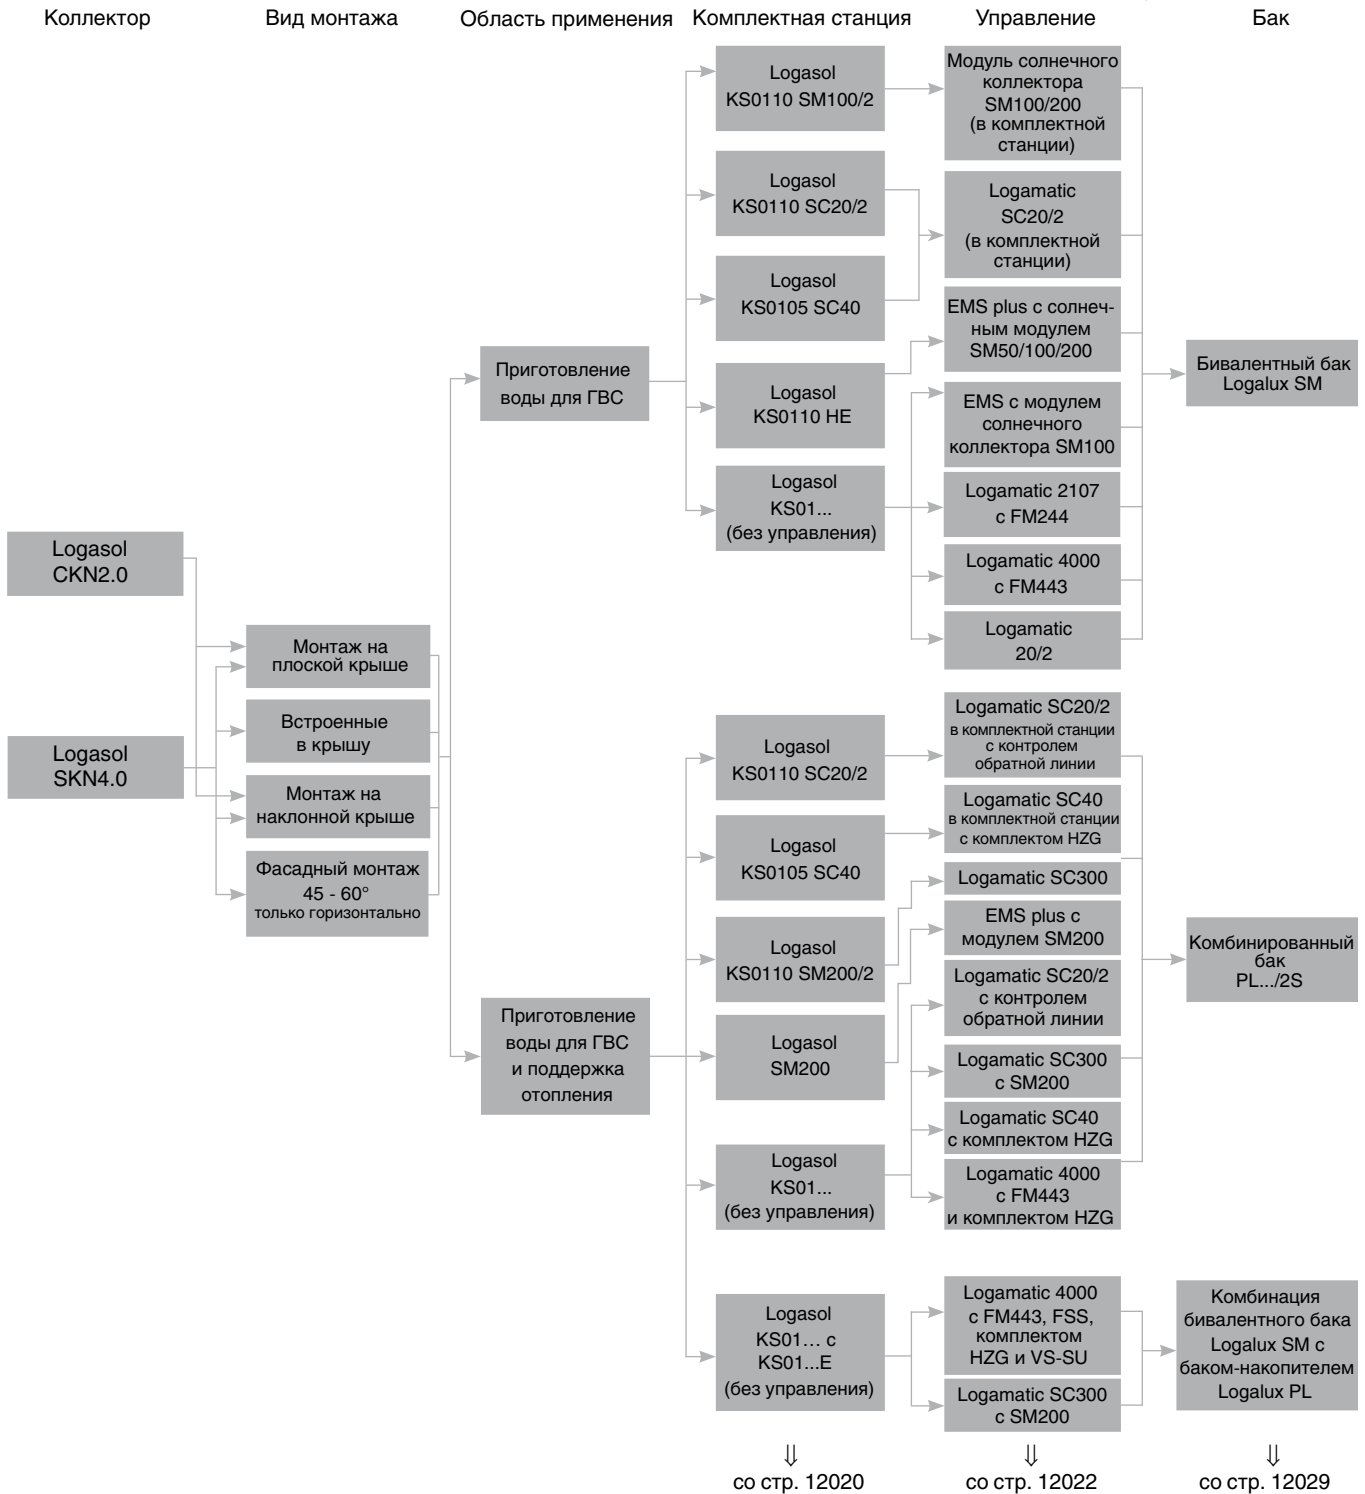 Коллектор
Вид монтажа
Область применения
Комплектная станция
Управление
Бак
Logasol
CKN2.0
Logasol
SKN4.0
Монтаж на
плоской крыше
Встроенные
в крышу
Монтаж на
наклонной крыше
Фасадный монтаж
45 - 60°
только горизонтально
Приготовление
воды для ГВС
Приготовление
воды для ГВС
и поддержка
отопления
Logasol
KS0110 SM100/2
Logasol
KS0110 SC20/2
Logasol
KS0105 SC40
Logasol
KS0110 HE
Logasol
KS01...
(без управления)
Logasol
KS0110 SC20/2
Logasol
KS0105 SC40
Logasol
KS0110 SM200/2
Logasol
SM200
Logasol
KS01...
(без управления)
Logasol
KS01... с
KS01...E
(без управления)
Модуль солнечного
коллектора
SM100/200
(в комплектной
станции)
Logamatic
SC20/2
(в комплектной
станции)
EMS plus с солнеч-
ным модулем
SM50/100/200
EMS с модулем
солнечного
коллектора SM100
Logamatic 2107
с FM244
Logamatic 4000
с FM443
Logamatic
20/2
Logamatic SC20/2
в комплектной станции
с контролем
обратной линии
Logamatic SC40
в комплектной станции
с комплектом HZG
Logamatic SC300
EMS plus с
модулем SM200
Logamatic SC20/2
с контролем
обратной линии
Logamatic SC300
с SM200
Logamatic SC40
с комплектом HZG
Logamatic 4000
с FM443
и комплектом HZG
Logamatic 4000
с FM443, FSS,
комплектом
HZG и VS-SU
Logamatic SC300
с SM200
Бивалентный бак
Logalux SM
Комбинированный
бак
PL.../2S
Комбинация
бивалентного бака
Logalux SM с
баком-накопителем
Logalux PL
⇓
со стр. 12020
⇓
со стр. 12022
⇓
со стр. 12029